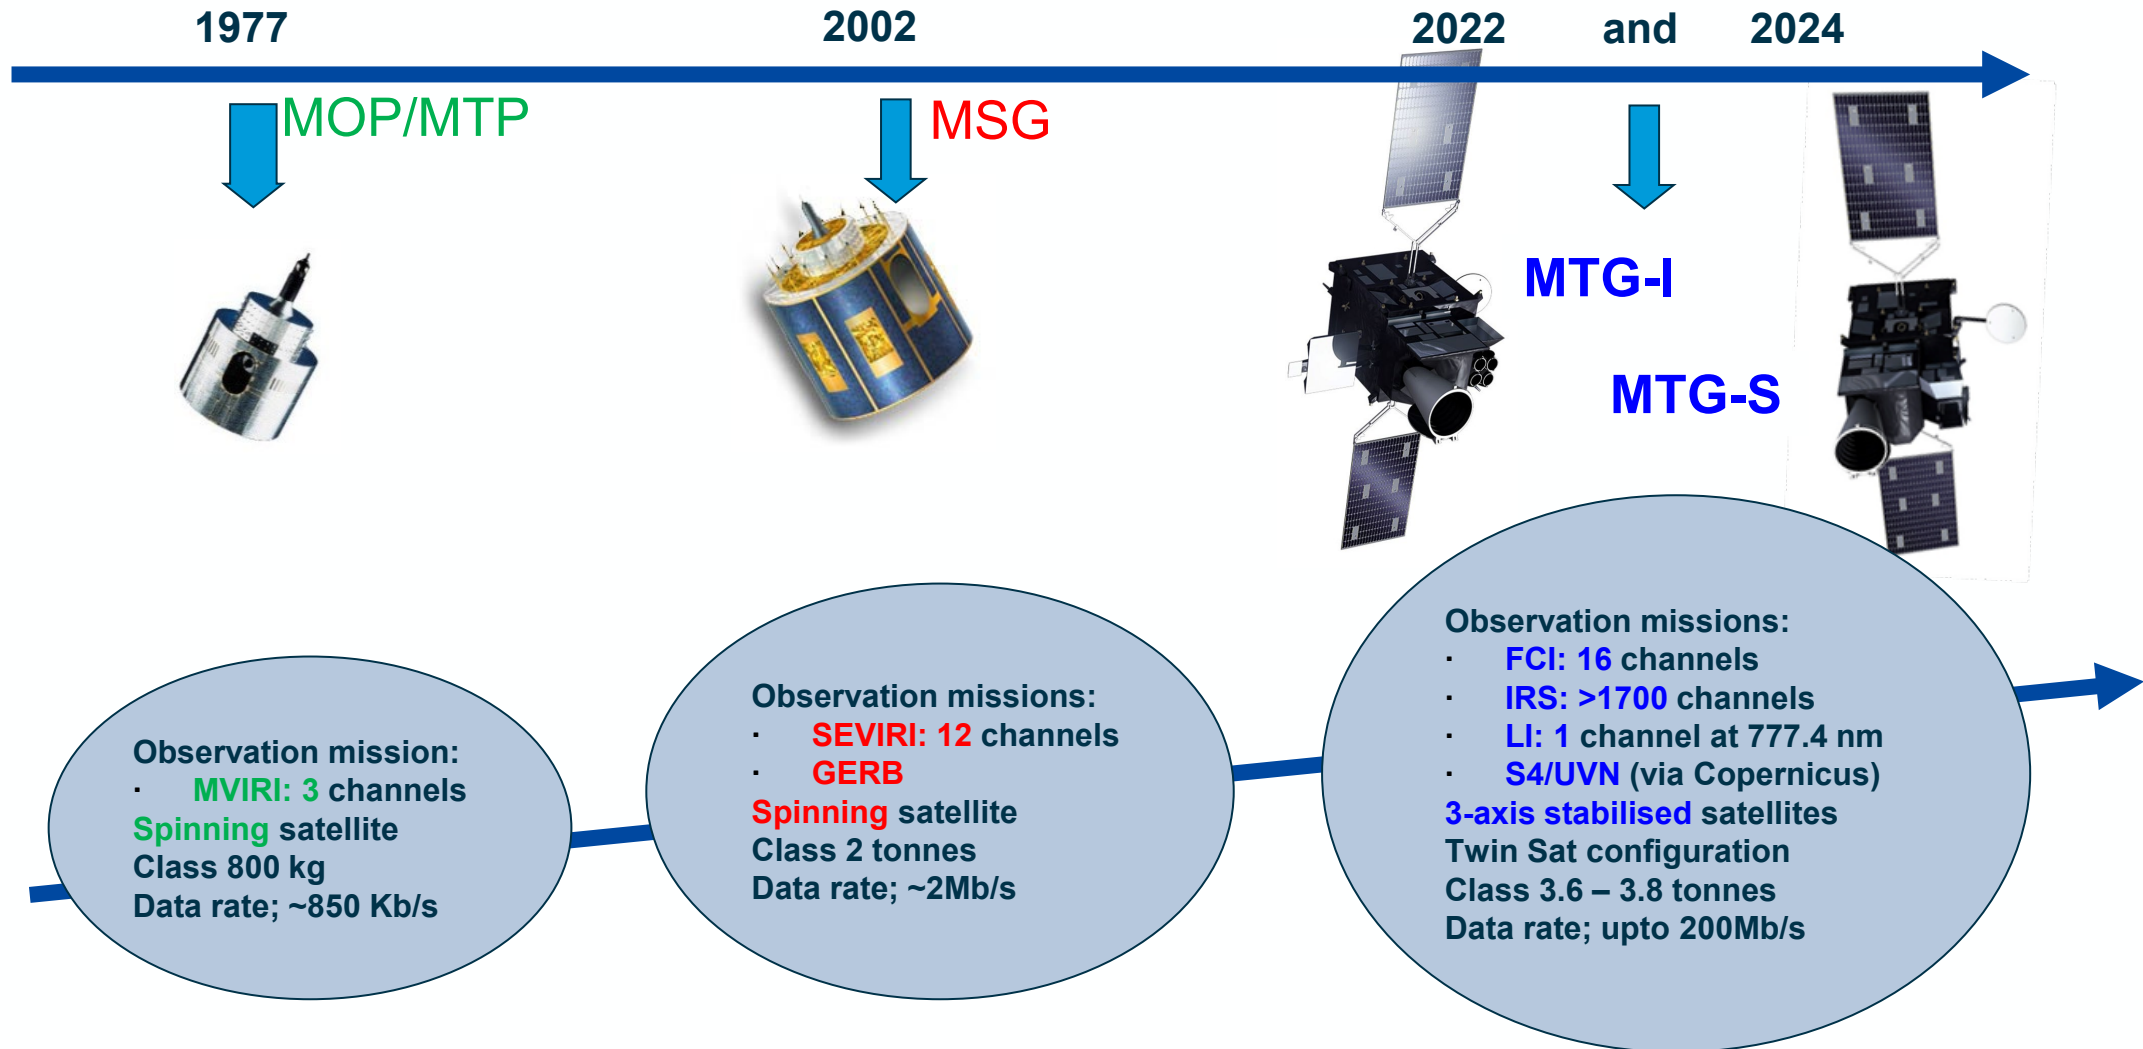 1977
2002
2022 and 2024
MOP/MTP
MSG
MTG-I
MTG-S
Observation mission:
· MVIRI: 3 channels
Spinning satellite
Class 800 kg
Data rate; ~850 Kb/s
Observation missions:
· SEVIRI: 12 channels
· GERB
Spinning satellite
Class 2 tonnes
Data rate; ~2Mb/s
Observation missions:
· FCI: 16 channels
· IRS: >1700 channels
· LI: 1 channel at 777.4 nm
· S4/UVN (via Copernicus)
3-axis stabilised satellites
Twin Sat configuration
Class 3.6 – 3.8 tonnes
Data rate; upto 200Mb/s